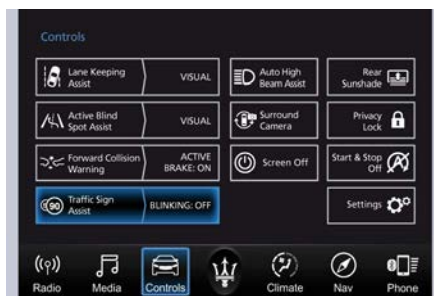 Controls
Lane Keeping
Assist
VISUAL
Auto High
Beam Assist
Rear
Sunshade
Active Blind
Spot Assist
VISUAL
Surround
Camera
Privacy
Lock
Forward Collision
Warning
ACTIVE
BRAKE: ON
Screen Off
Start & Stop
Off
90
Traffic Sign
Assist
BLINKING: OFF
Settings
Radio
Media
Controls
Climate
Nav
Phone